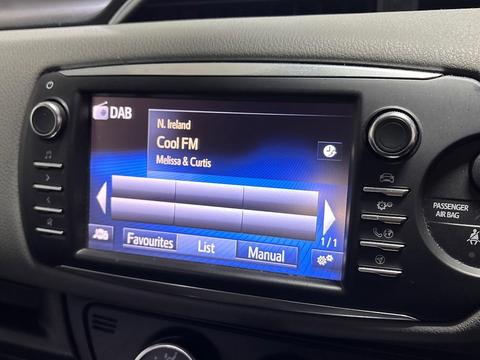 DAB
N. Ireland
Cool FM
Melissa & Curtis
1/1
Favourites
List
Manual
PASSENGER
AIR BAG